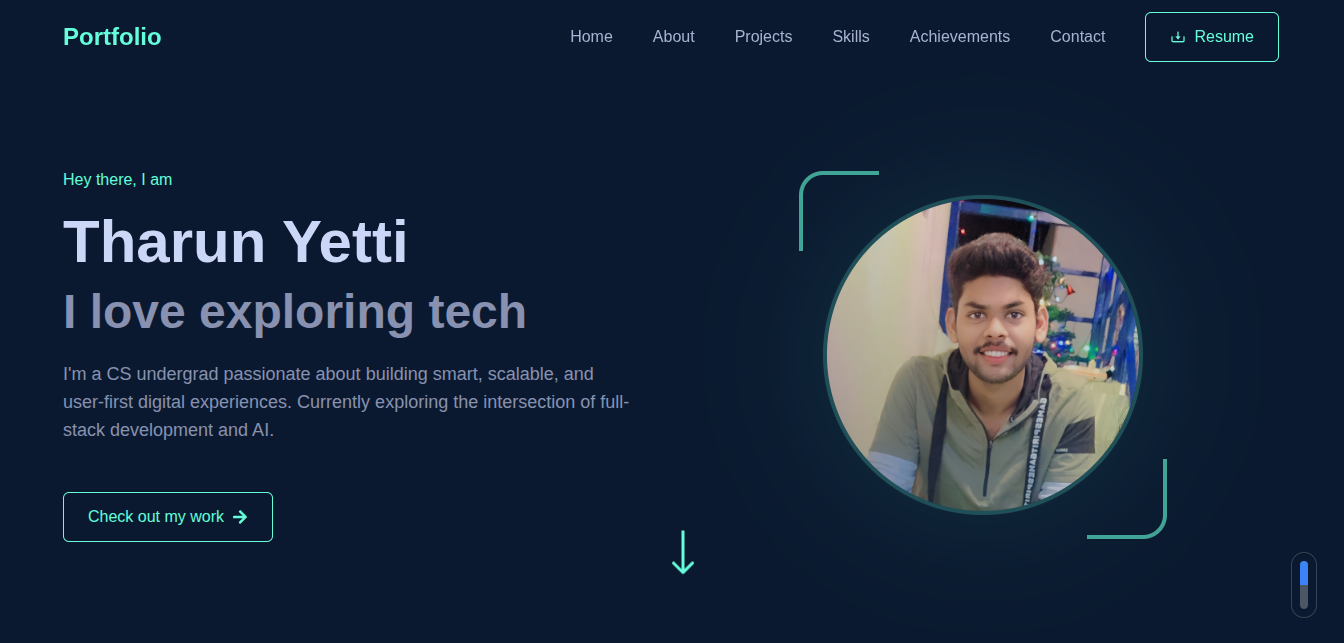 Portfolio
Home About Projects Skills Achievements Contact Resume
Hey there, I am
Tharun Yetti
I love exploring tech
I'm a CS undergrad passionate about building smart, scalable, and
user-first digital experiences. Currently exploring the intersection of full-
stack development and AI.
Check out my work